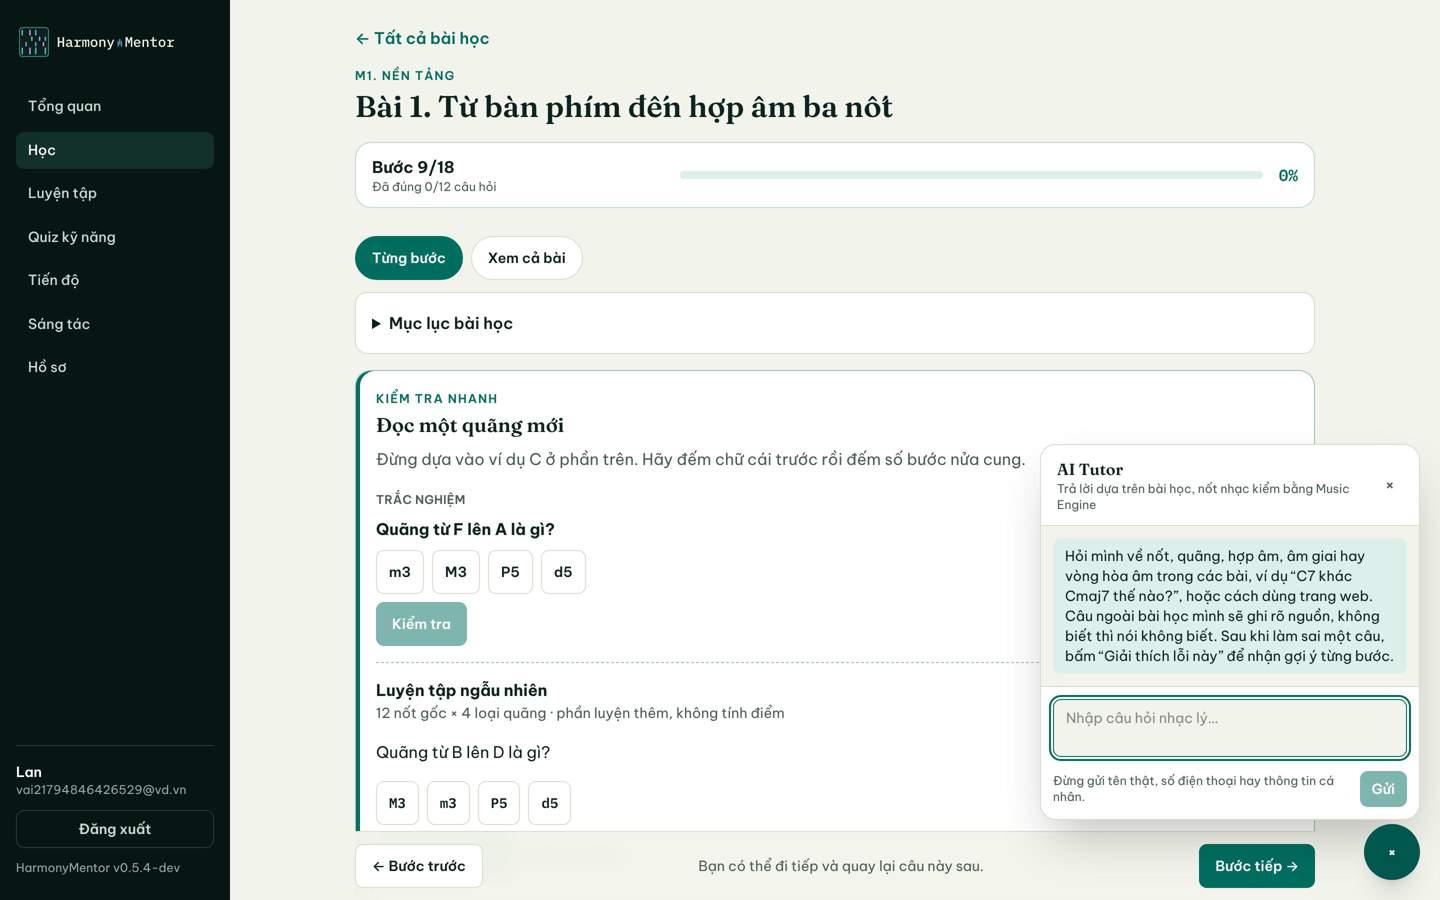 Harmony Mentor
Tổng quan
Học
Luyện tập
Quiz kỹ năng
Tiến độ
Sáng tác
Hồ sơ
Lan
vai21794846426529@vd.vn
Đăng xuất
HarmonyMentor v0.5.4-dev
← Tất cả bài học
M1. NỀN TẢNG
Bài 1. Từ bàn phím đến hợp âm ba nốt
Bước 9/18
Đã đúng 0/12 câu hỏi
0%
Từng bước
Xem cả bài
▶ Mục lục bài học
KIỂM TRA NHANH
Đọc một quãng mới
Đừng dựa vào ví dụ C ở phần trên. Hãy đếm chữ cái trước rồi đếm số bước nửa cung.
TRẮC NGHIỆM
Quãng từ F lên A là gì?
m3 M3 P5 d5
Kiểm tra
Luyện tập ngẫu nhiên
12 nốt gốc × 4 loại quãng · phần luyện thêm, không tính điểm
Quãng từ B lên D là gì?
M3 m3 P5 d5
← Bước trước
Bạn có thể đi tiếp và quay lại câu này sau.
Bước tiếp →
AI Tutor
Trả lời dựa trên bài học, nốt nhạc kiểm bằng Music
Engine
×
Hỏi mình về nốt, quãng, hợp âm, âm giai hay
vòng hòa âm trong các bài, ví dụ “C7 khác
Cmaj7 thế nào?”, hoặc cách dùng trang web.
Câu ngoài bài học mình sẽ ghi rõ nguồn, không
biết thì nói không biết. Sau khi làm sai một câu,
bấm “Giải thích lỗi này” để nhận gợi ý từng bước.
Nhập câu hỏi nhạc lý…
Đừng gửi tên thật, số điện thoại hay thông tin cá
nhân.
Gửi
×